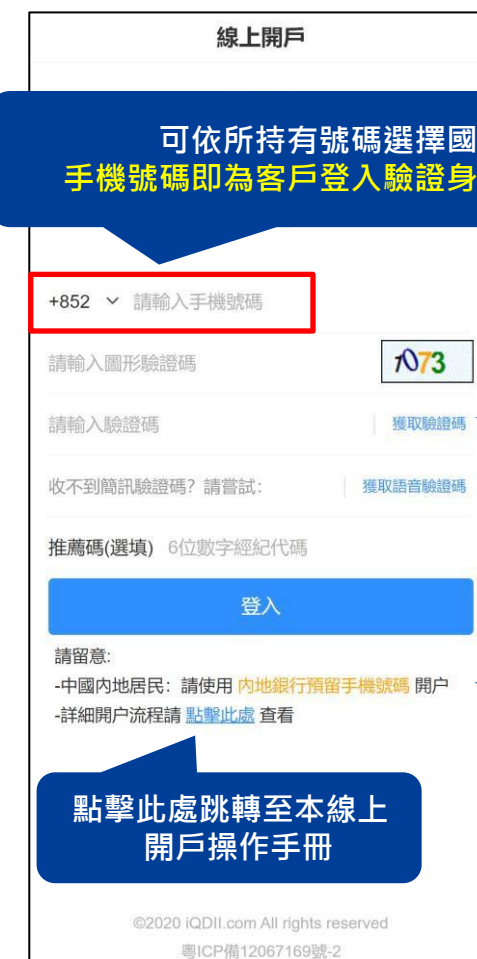 線上開戶
可依所持有號碼選擇國
手機號碼即為客戶登入驗證身
+852 請輸入手機號碼
請輸入圖形驗證碼 1073
請輸入驗證碼 獲取驗證碼
收不到簡訊驗證碼？請嘗試： 獲取語音驗證碼
推薦碼(選填) 6位數字經紀代碼
登入
請留意:
-中國內地居民：請使用 內地銀行預留手機號碼 開户
-詳細開户流程請 點擊此處 查看
點擊此處跳轉至本線上
開戶操作手冊
©2020 iQDII.com All rights reserved
粵ICP備12067169號-2